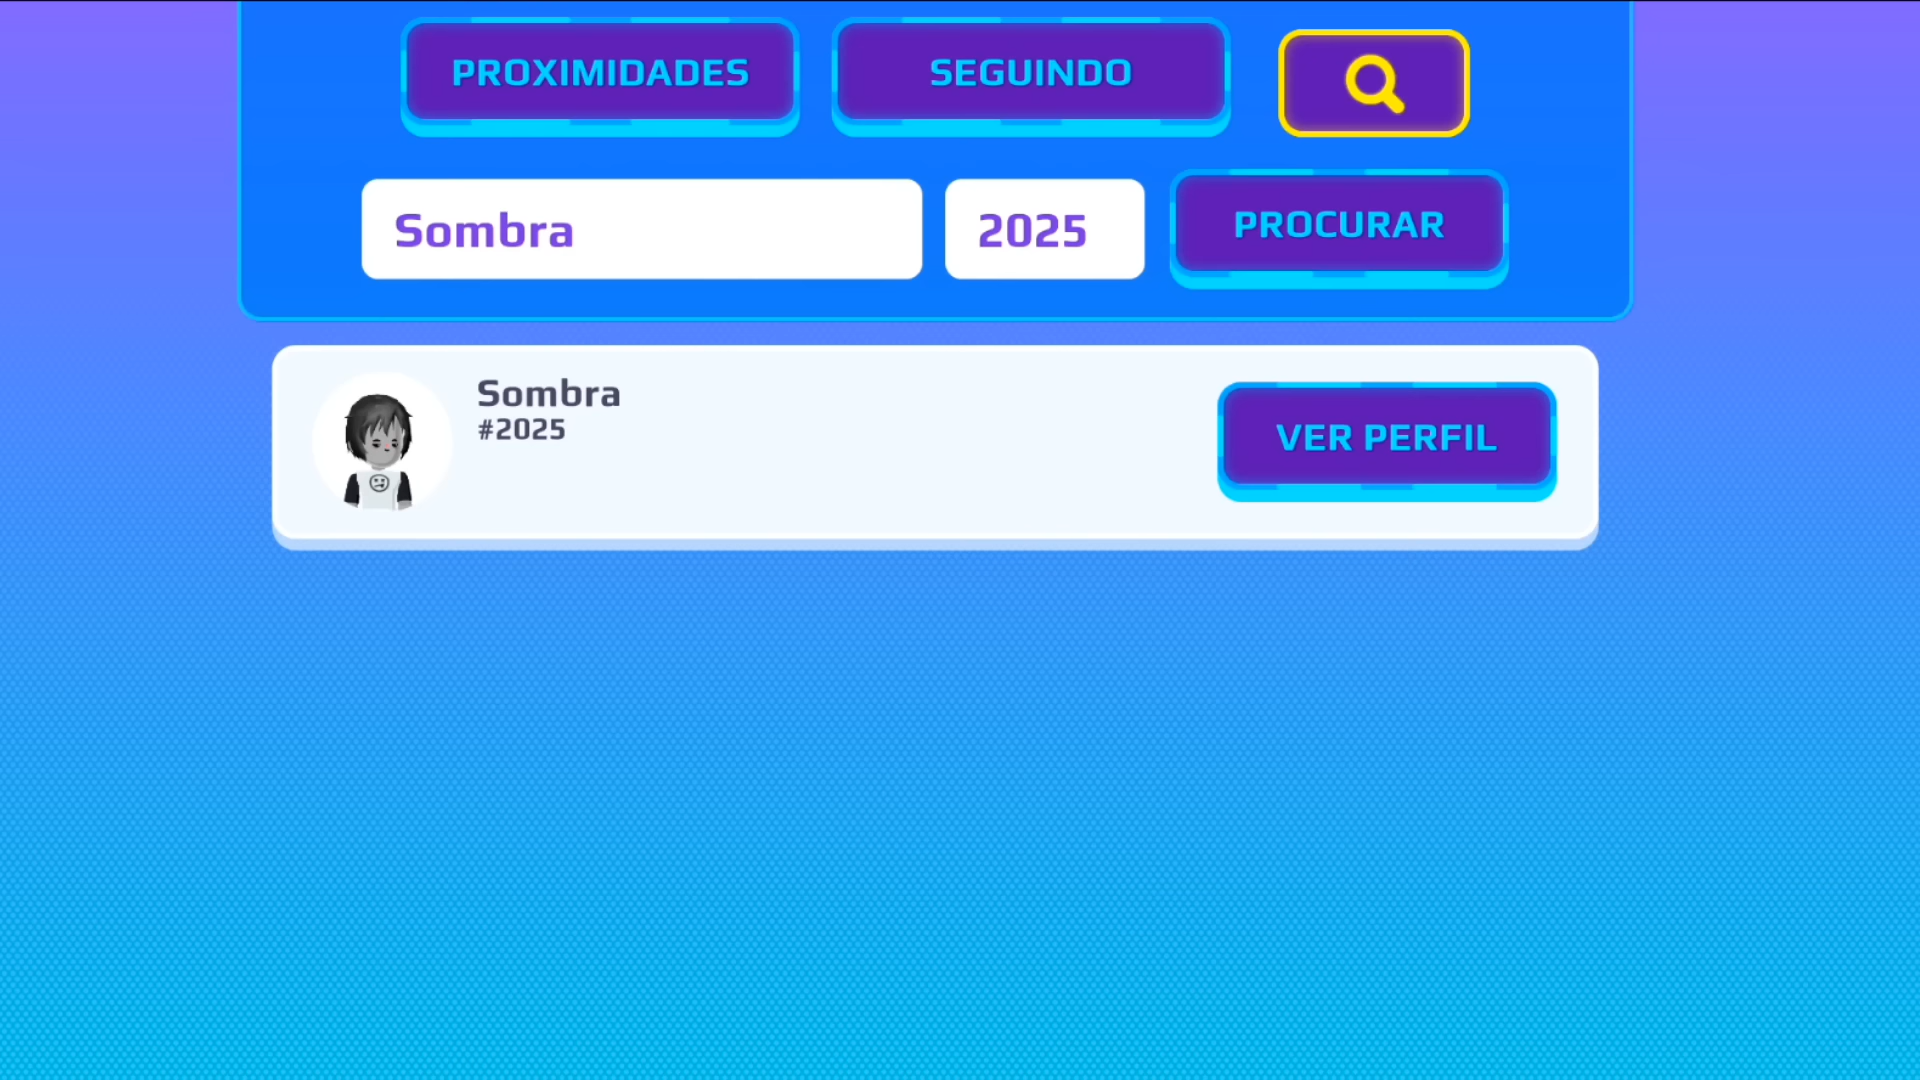 PROXIMIDADES
SEGUINDO
Sombra
2025
PROCURAR
Sombra
#2025
VER PERFIL